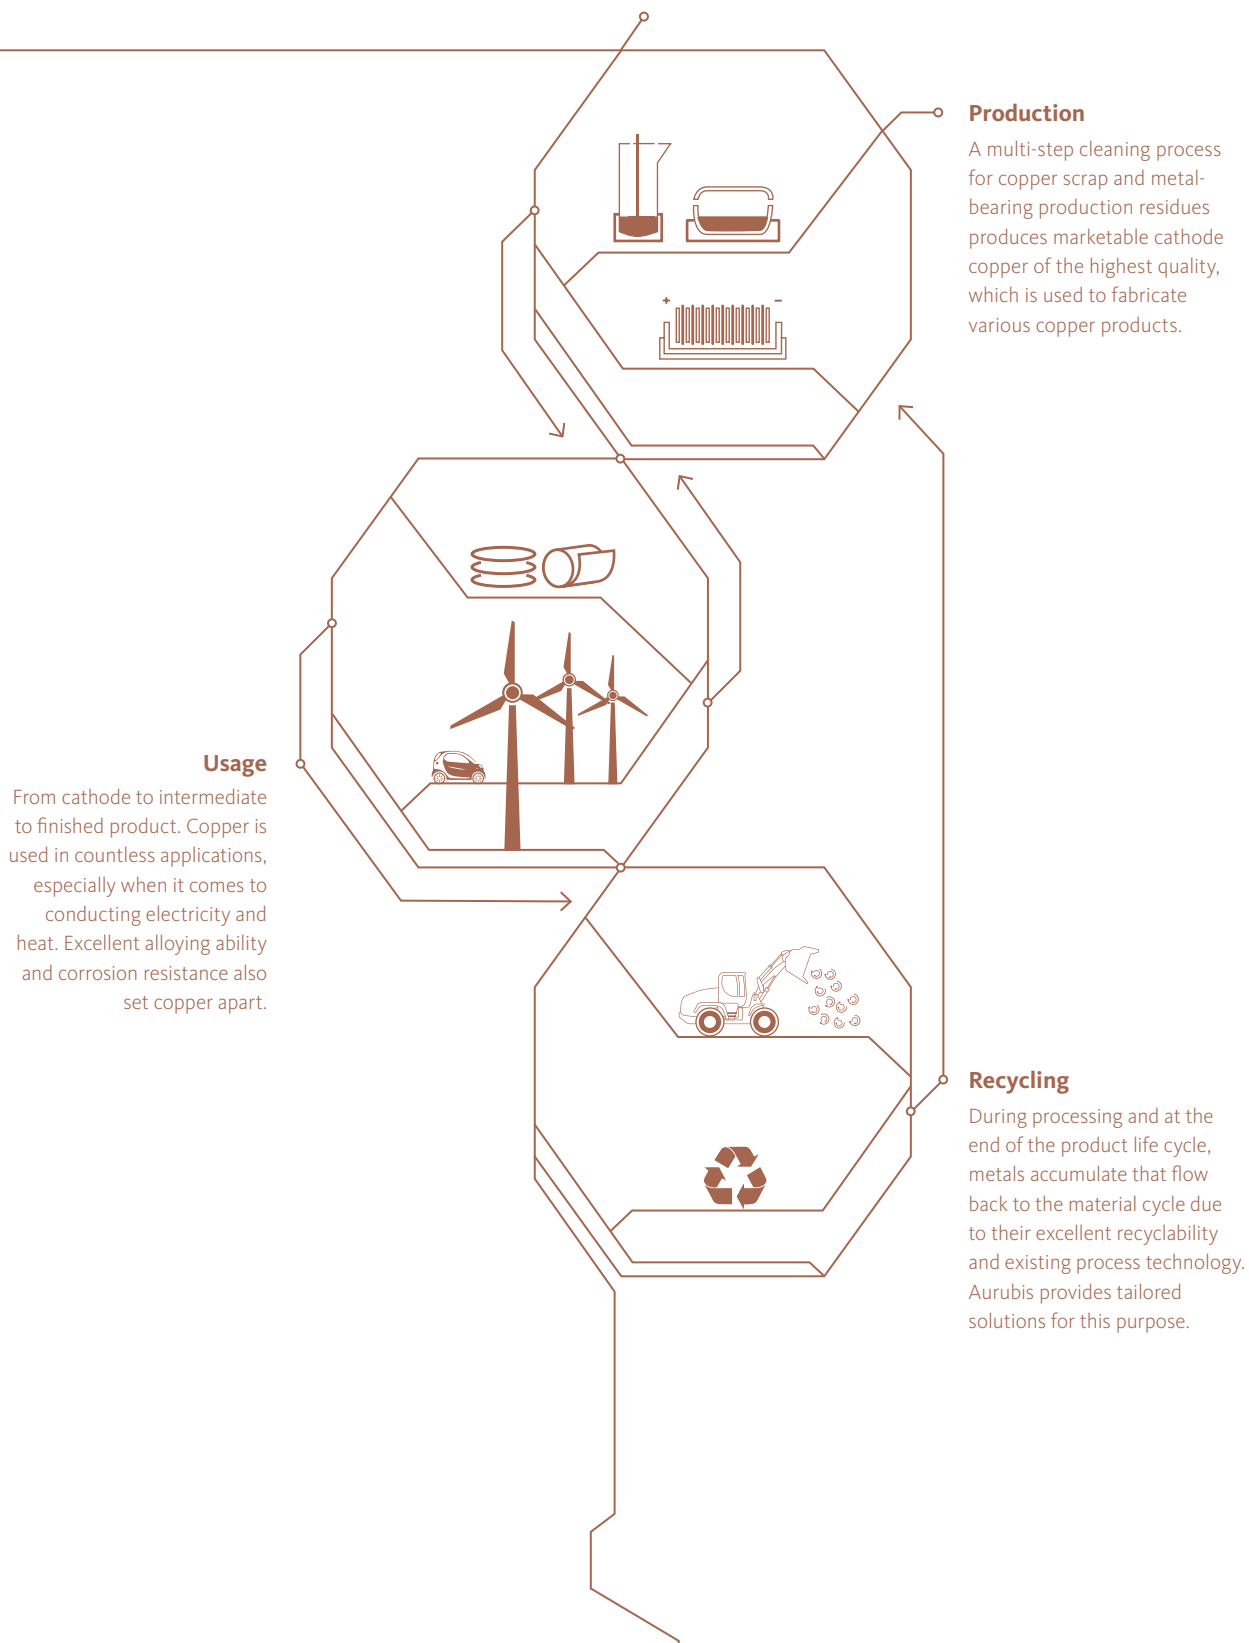 Production
A multi-step cleaning process
for copper scrap and metal-
bearing production residues
produces marketable cathode
copper of the highest quality,
which is used to fabricate
various copper products.
+ –
Usage
From cathode to intermediate
to finished product. Copper is
used in countless applications,
especially when it comes to
conducting electricity and
heat. Excellent alloying ability
and corrosion resistance also
set copper apart.
Recycling
During processing and at the
end of the product life cycle,
metals accumulate that flow
back to the material cycle due
to their excellent recyclability
and existing process technology.
Aurubis provides tailored
solutions for this purpose.